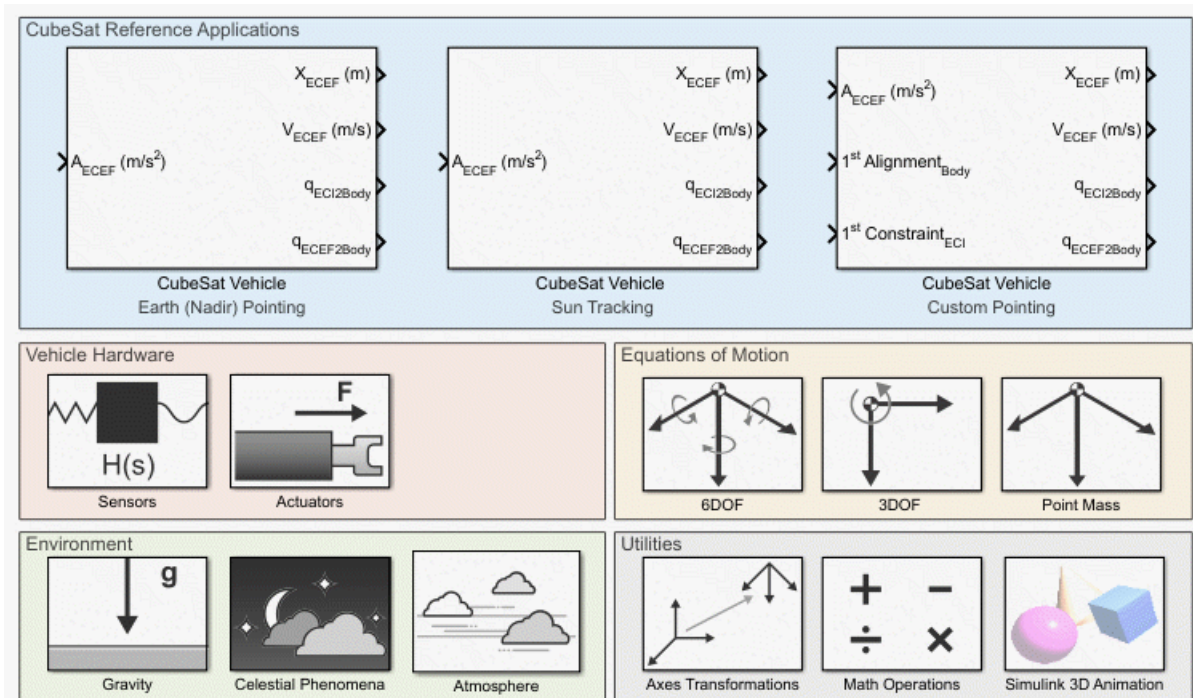 CubeSat Reference Applications
A_ECEF (m/s²)
X_ECEF (m)
V_ECEF (m/s)
q_ECI2Body
q_ECEF2Body
CubeSat Vehicle
Earth (Nadir) Pointing
A_ECEF (m/s²)
X_ECEF (m)
V_ECEF (m/s)
q_ECI2Body
q_ECEF2Body
CubeSat Vehicle
Sun Tracking
A_ECEF (m/s²)
1st Alignment_Body
1st Constraint_ECI
X_ECEF (m)
V_ECEF (m/s)
q_ECI2Body
q_ECEF2Body
CubeSat Vehicle
Custom Pointing
Vehicle Hardware
H(s)
Sensors
F
Actuators
Equations of Motion
6DOF
3DOF
Point Mass
Environment
g
Gravity
Celestial Phenomena
Atmosphere
Utilities
Axes Transformations
+ −
÷ ×
Math Operations
Simulink 3D Animation